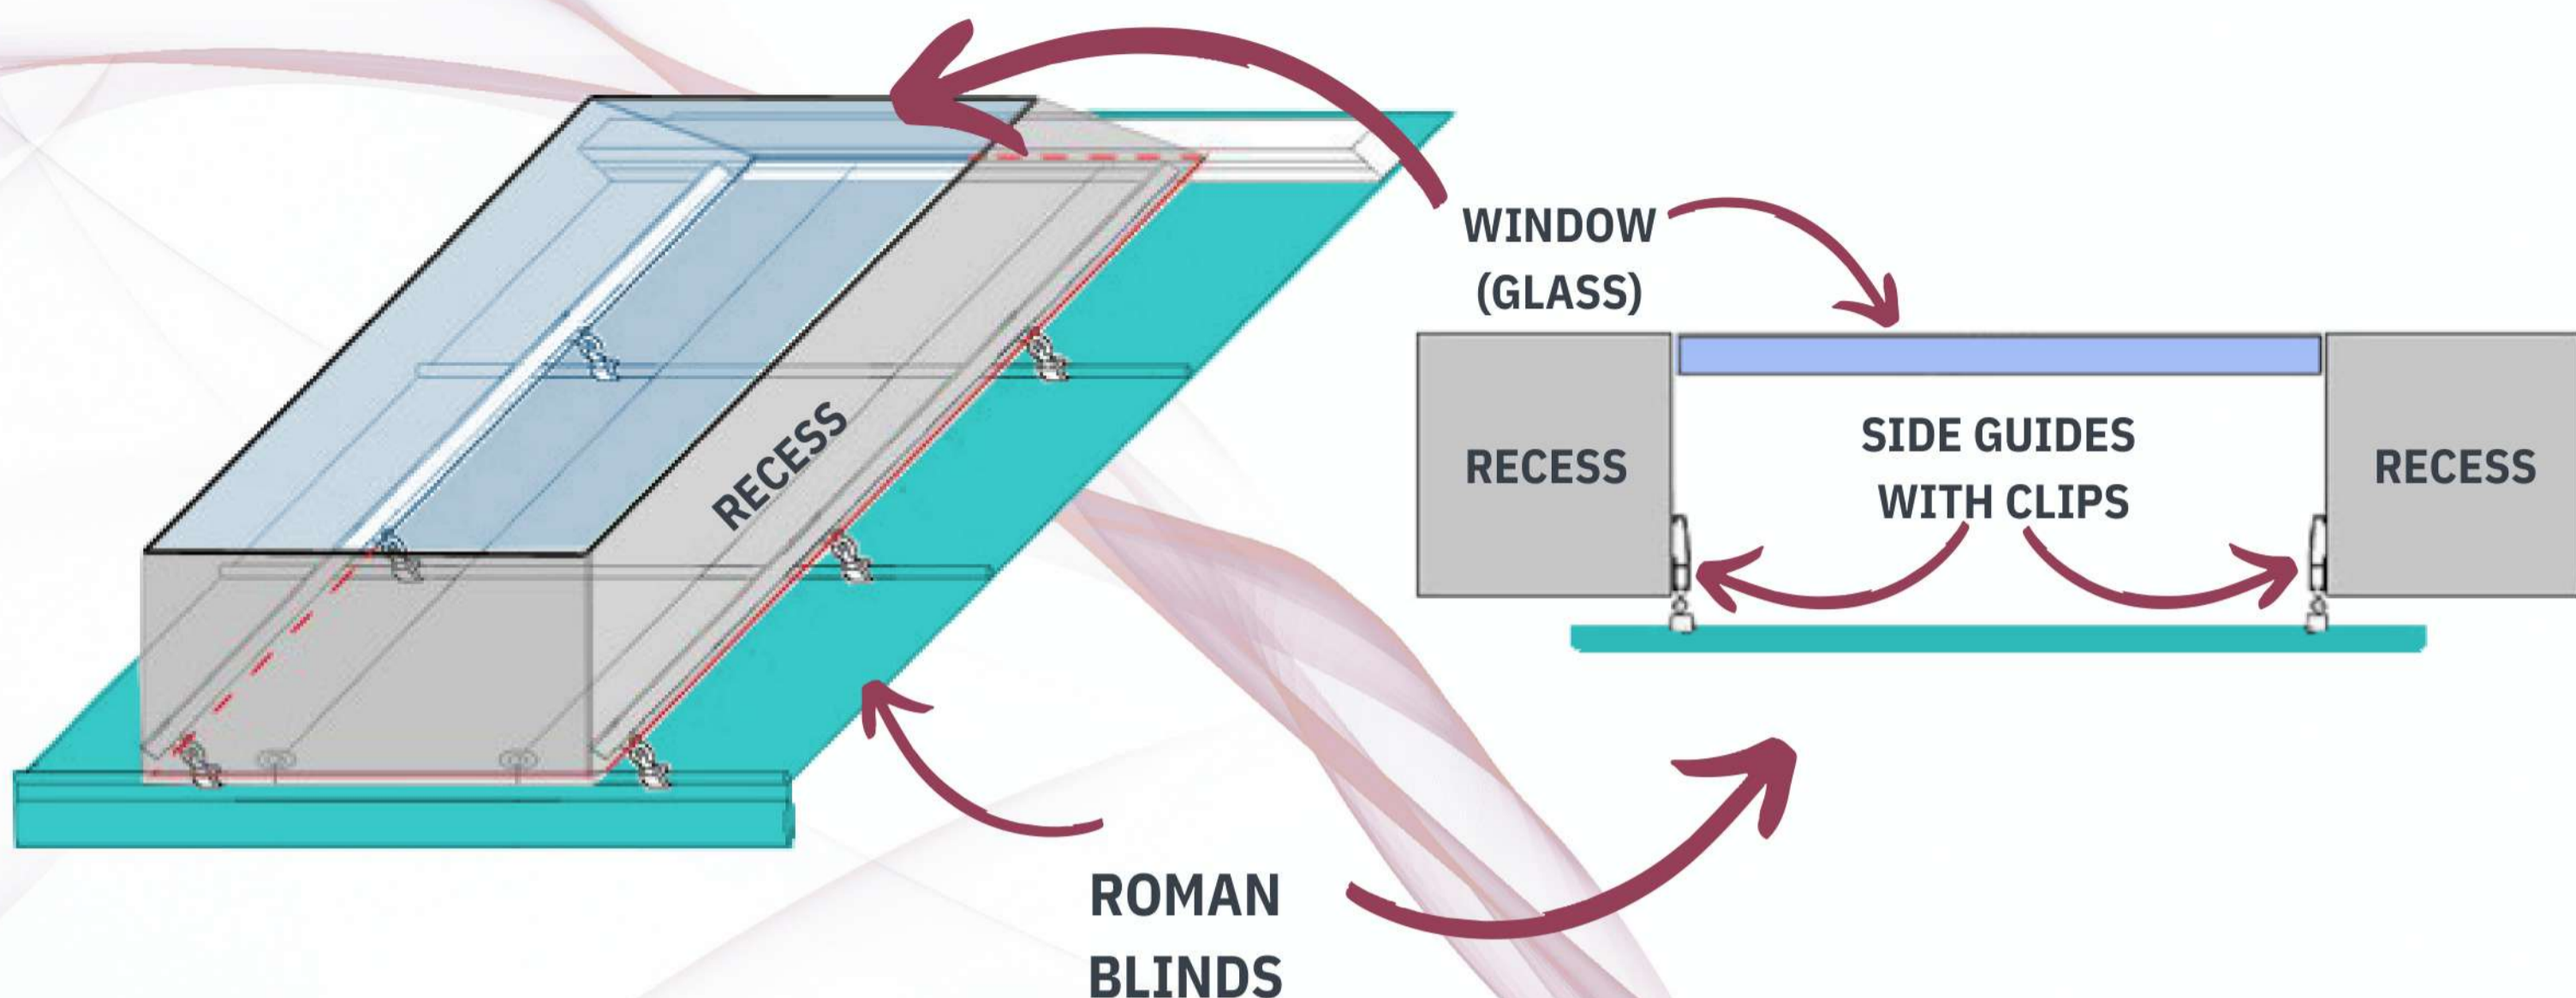 WINDOW
(GLASS)
RECESS
RECESS
SIDE GUIDES
WITH CLIPS
RECESS
ROMAN
BLINDS